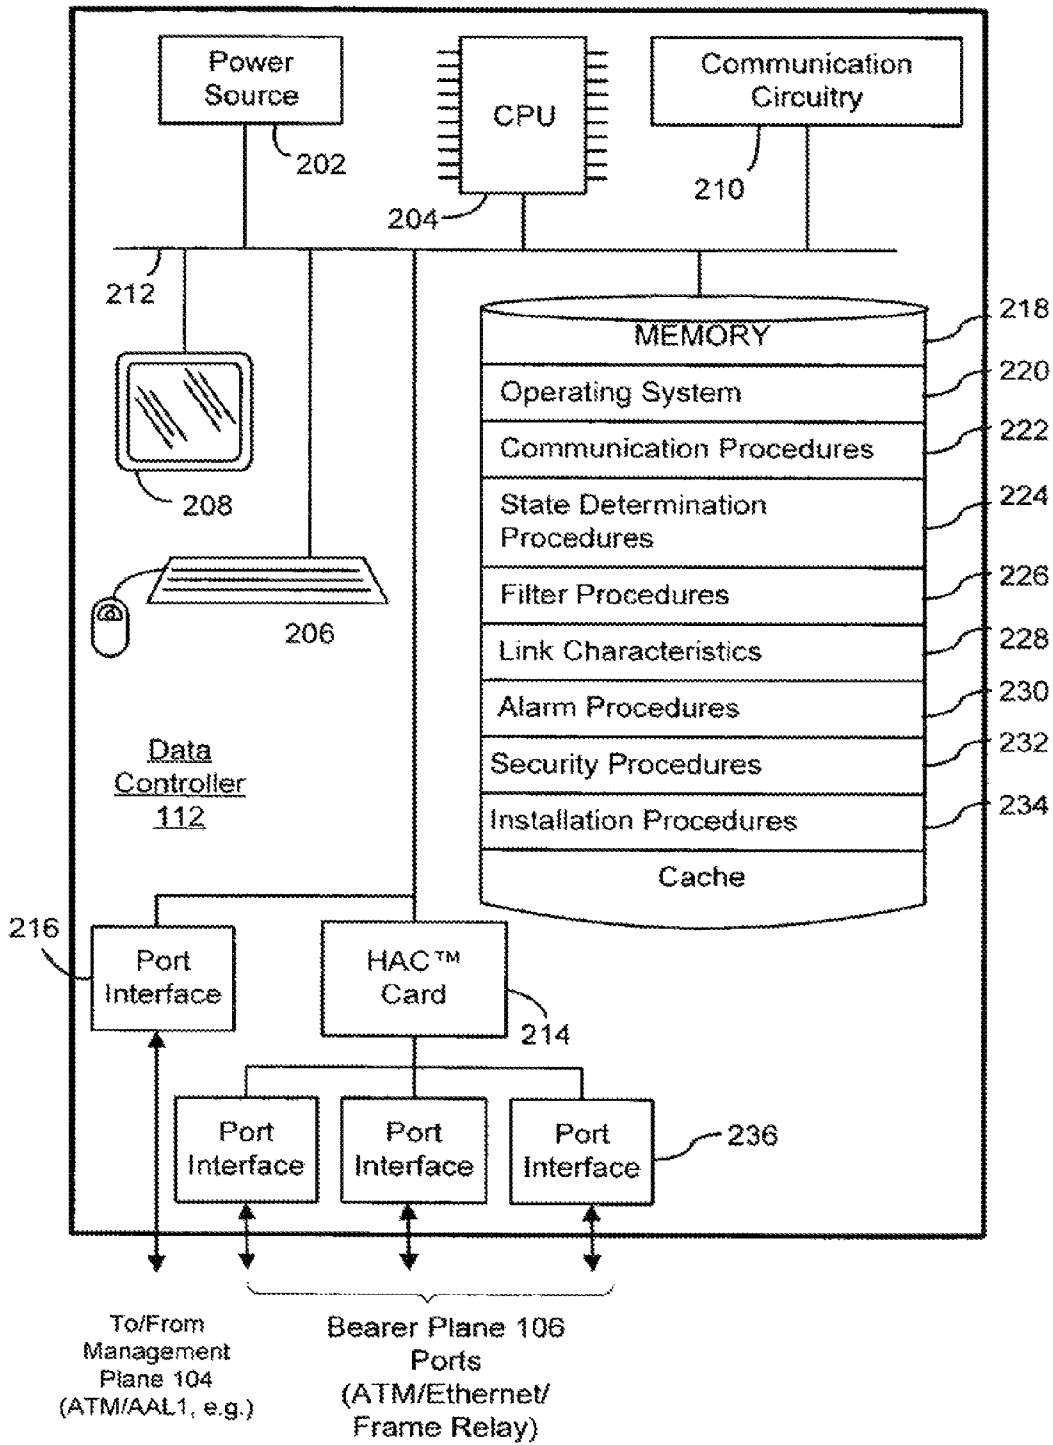 Power
Source
202
CPU
204
Communication
Circuitry
210
212
208
206
MEMORY
218
220
Operating System
222
Communication Procedures
224
State Determination
Procedures
226
Filter Procedures
228
Link Characteristics
230
Alarm Procedures
232
Security Procedures
234
Installation Procedures
Cache
Data
Controller
112
216
Port
Interface
HAC™
Card
214
Port
Interface
Port
Interface
Port
Interface
236
To/From
Management
Plane 104
(ATM/AAL1, e.g.)
Bearer Plane 106
Ports
(ATM/Ethernet/
Frame Relay)